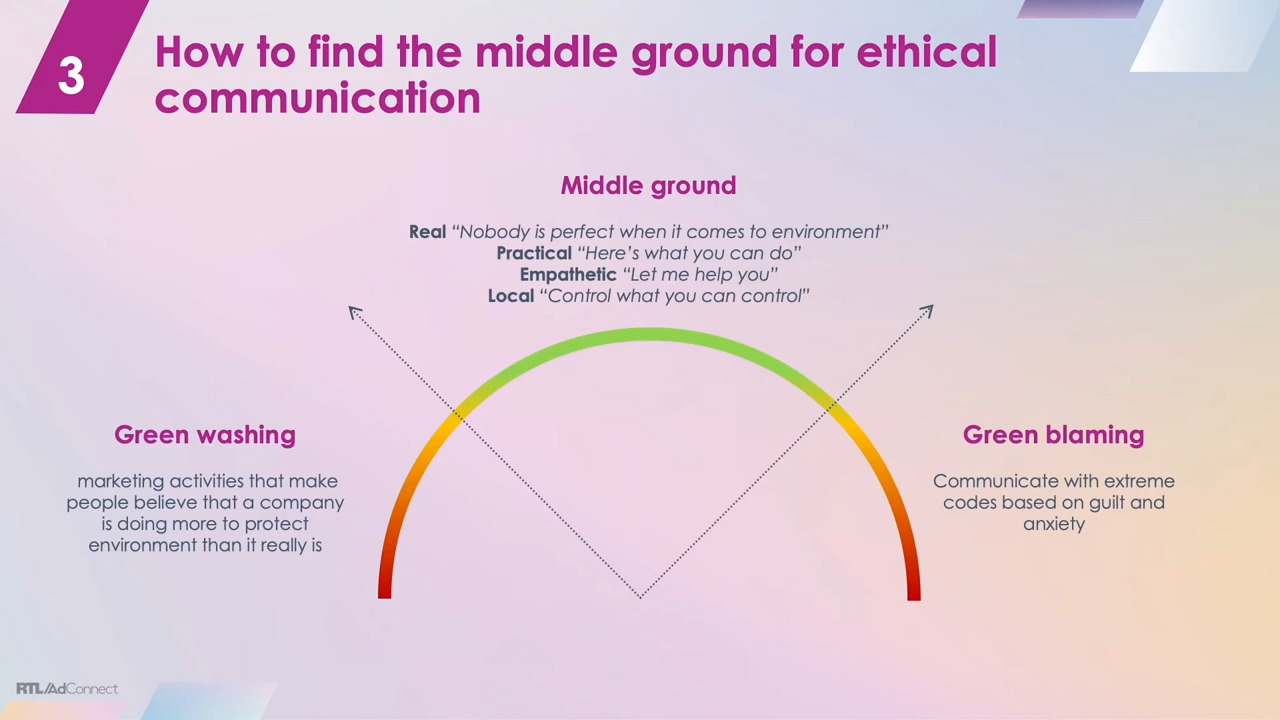 3
How to find the middle ground for ethical
communication
Middle ground
Real “Nobody is perfect when it comes to environment”
Practical “Here’s what you can do”
Empathetic “Let me help you”
Local “Control what you can control”
Green washing
marketing activities that make
people believe that a company
is doing more to protect
environment than it really is
Green blaming
Communicate with extreme
codes based on guilt and
anxiety
RTL/AdConnect